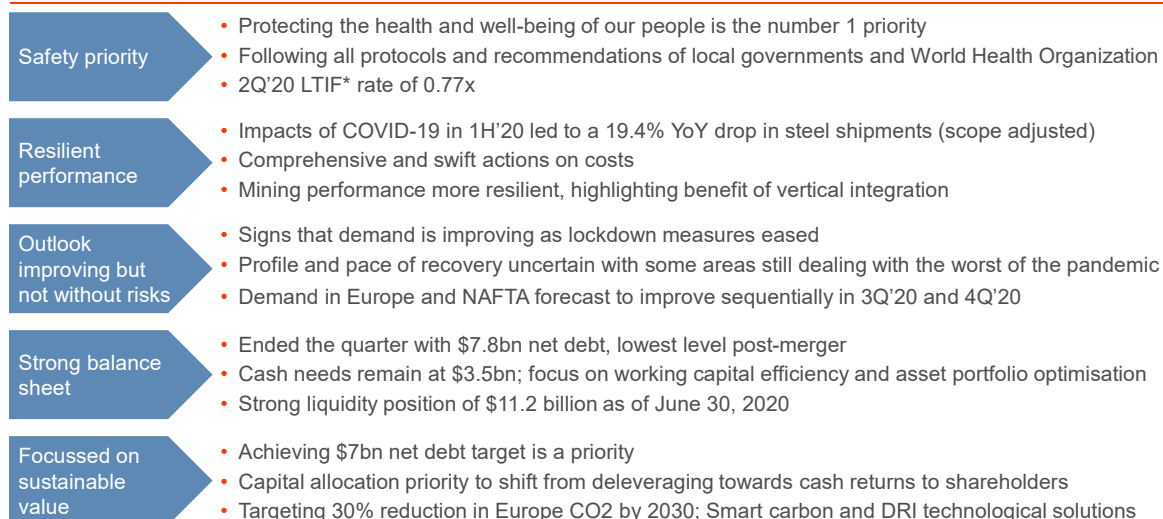 Safety priority
• Protecting the health and well-being of our people is the number 1 priority
• Following all protocols and recommendations of local governments and World Health Organization
• 2Q’20 LTIF* rate of 0.77x
Resilient
performance
• Impacts of COVID-19 in 1H’20 led to a 19.4% YoY drop in steel shipments (scope adjusted)
• Comprehensive and swift actions on costs
• Mining performance more resilient, highlighting benefit of vertical integration
Outlook
improving but
not without risks
• Signs that demand is improving as lockdown measures eased
• Profile and pace of recovery uncertain with some areas still dealing with the worst of the pandemic
• Demand in Europe and NAFTA forecast to improve sequentially in 3Q’20 and 4Q’20
Strong balance
sheet
• Ended the quarter with $7.8bn net debt, lowest level post-merger
• Cash needs remain at $3.5bn; focus on working capital efficiency and asset portfolio optimisation
• Strong liquidity position of $11.2 billion as of June 30, 2020
Focussed on
sustainable
value
• Achieving $7bn net debt target is a priority
• Capital allocation priority to shift from deleveraging towards cash returns to shareholders
• Targeting 30% reduction in Europe CO2 by 2030; Smart carbon and DRI technological solutions